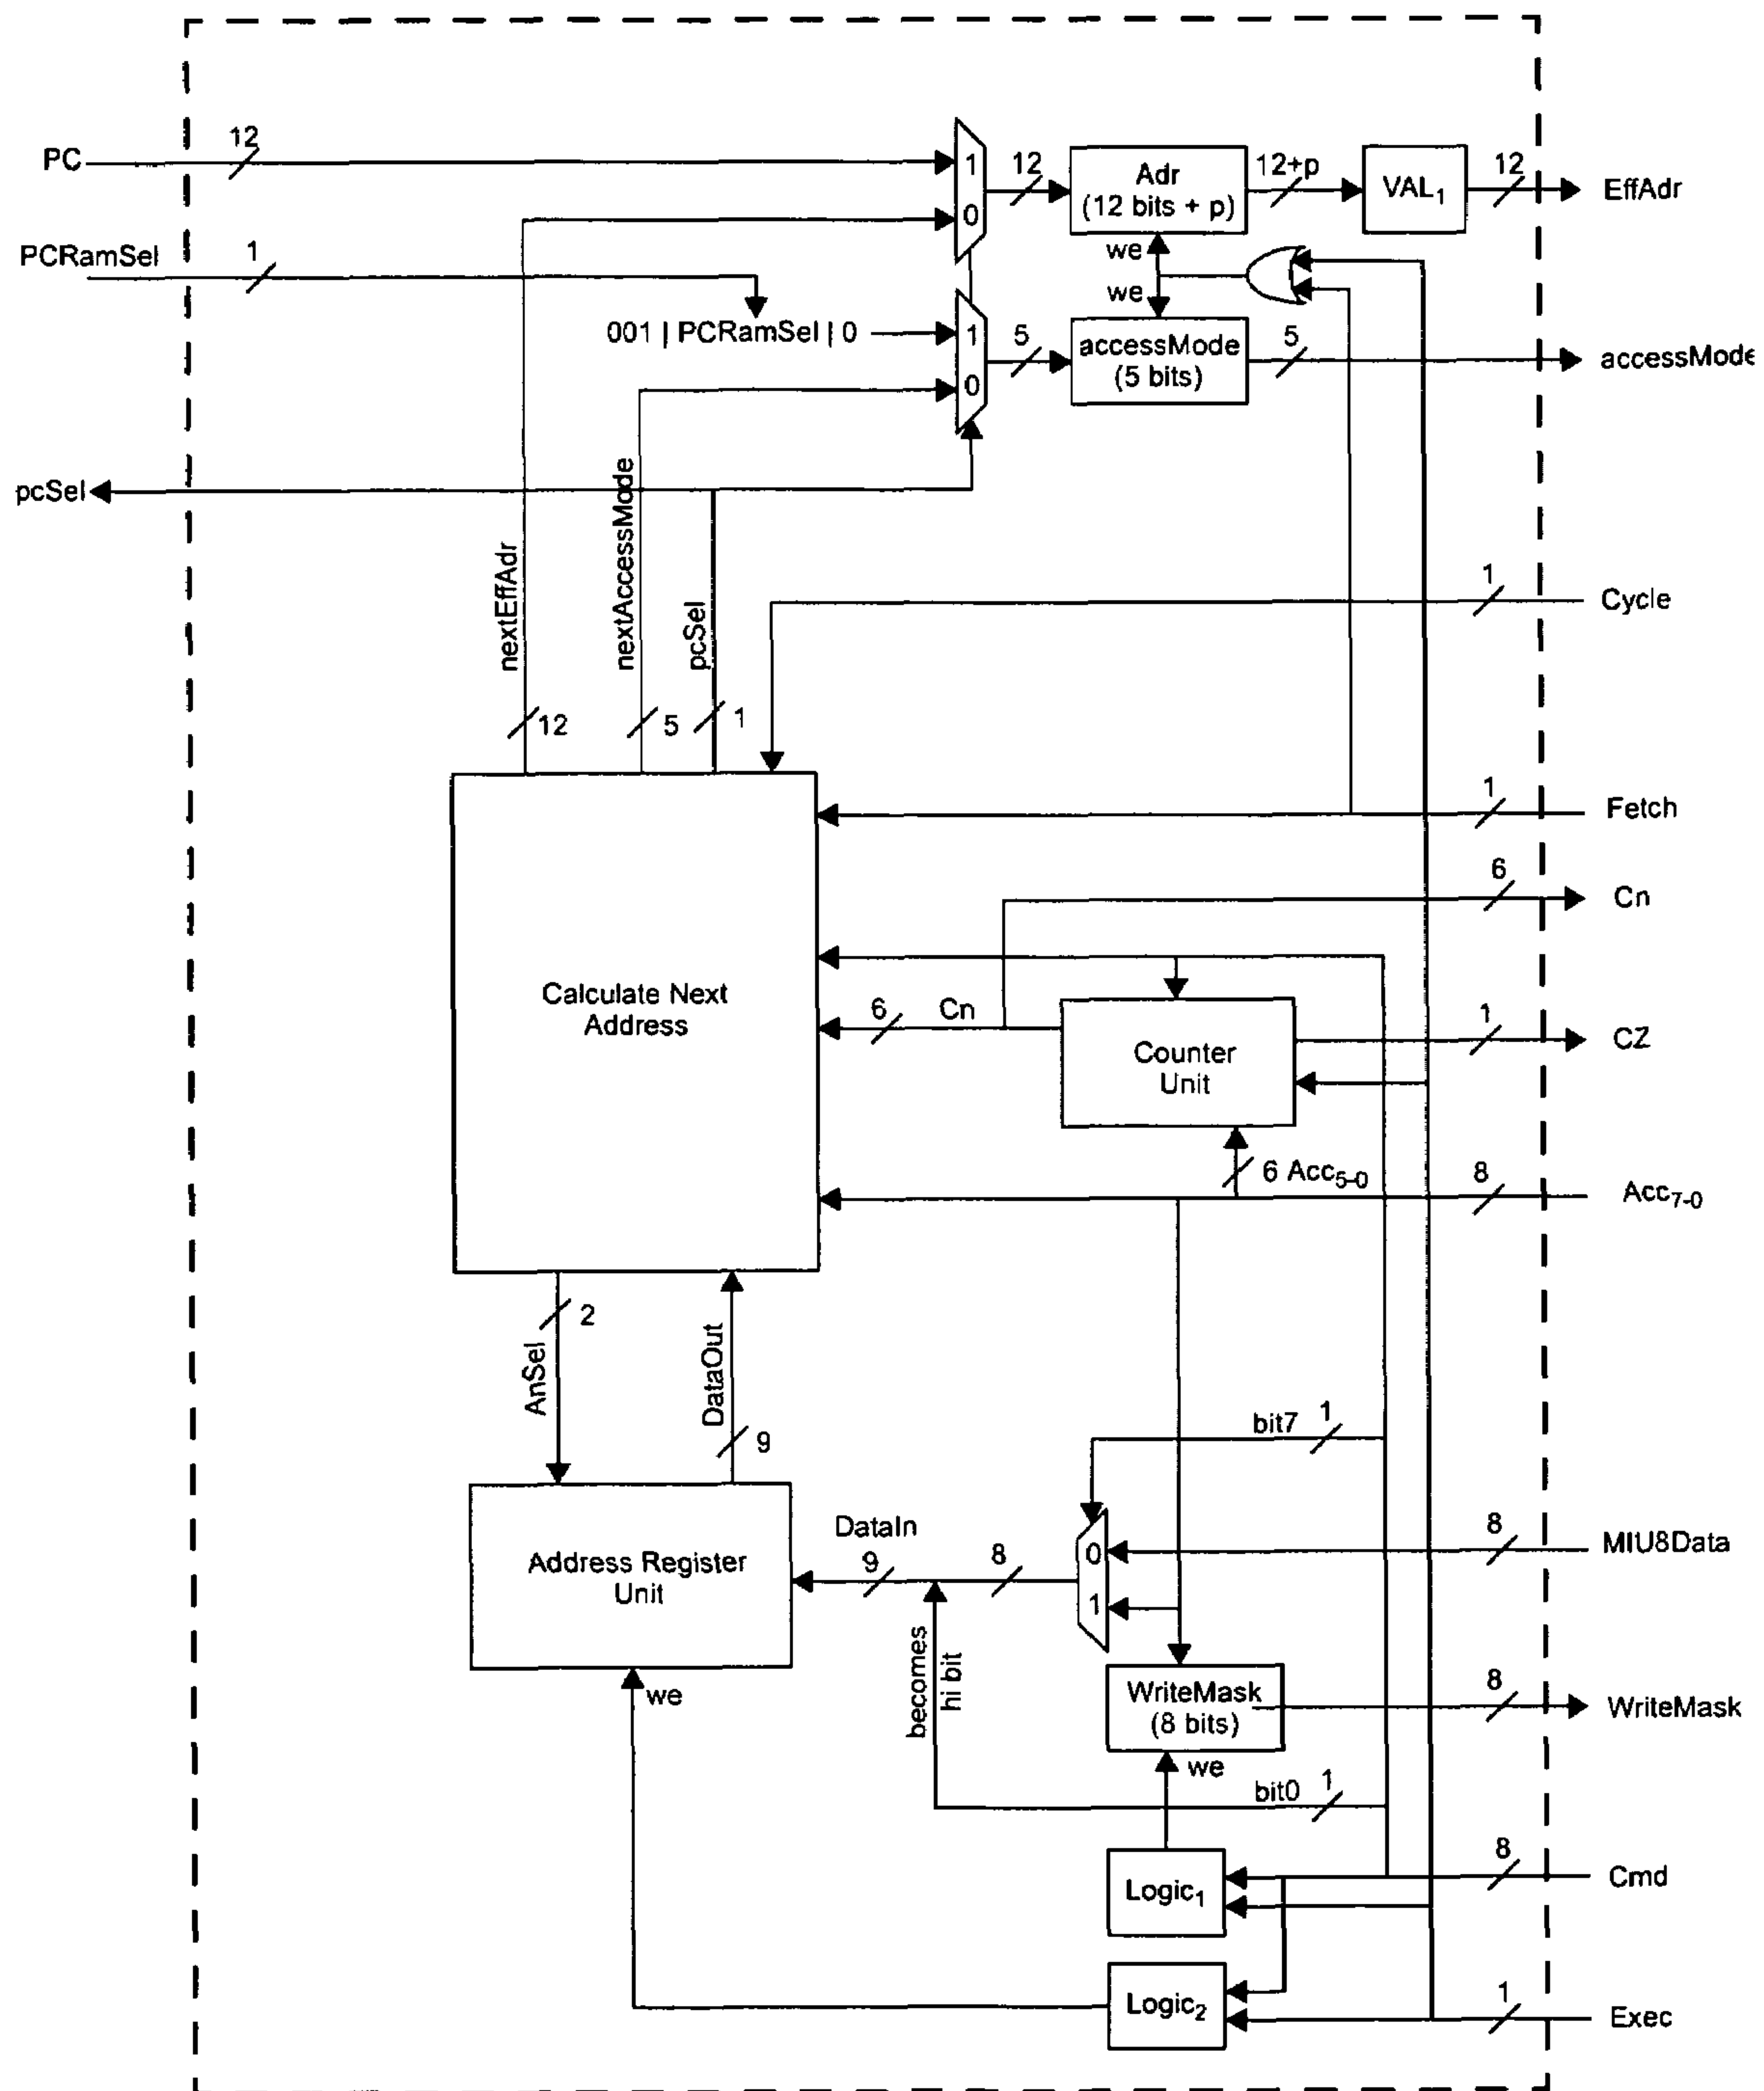 PC
12
1
0
12
Adr
(12 bits + p)
12+p
VAL1
12
EffAdr
PCRamSel
1
we
we
001 | PCRamSel | 0
1
0
5
accessMode
(5 bits)
5
accessMode
pcSel
nextEffAdr
nextAccessMode
pcSel
12
5
1
1
Cycle
1
Fetch
6
Cn
Calculate Next
Address
6
Cn
Counter
Unit
1
CZ
6 Acc5-0
8
Acc7-0
AnSel
2
DataOut
9
bit7
1
Address Register
Unit
DataIn
9
8
0
1
8
MIU8Data
becomes
hi bit
we
WriteMask
(8 bits)
8
WriteMask
we
bit0
1
Logic1
8
Cmd
Logic2
1
Exec